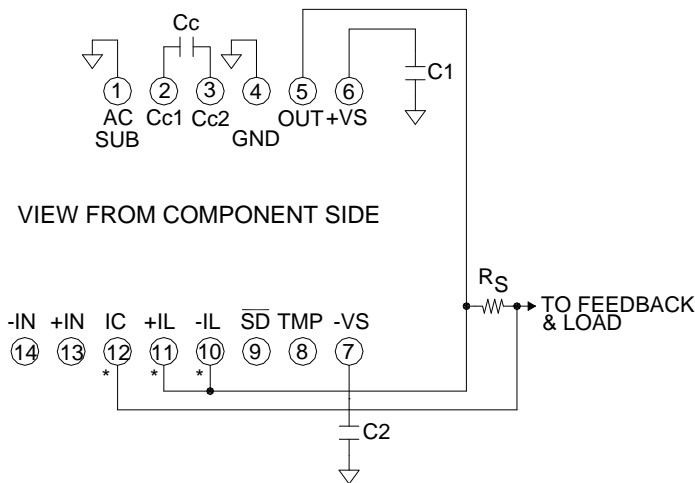 Cc
C1
1 2 3 4 5 6
AC SUB Cc1 Cc2 GND OUT +VS
VIEW FROM COMPONENT SIDE
RS
TO FEEDBACK
& LOAD
-IN +IN IC +IL -IL SD TMP -VS
14 13 12 11 10 9 8 7
* * *
C2